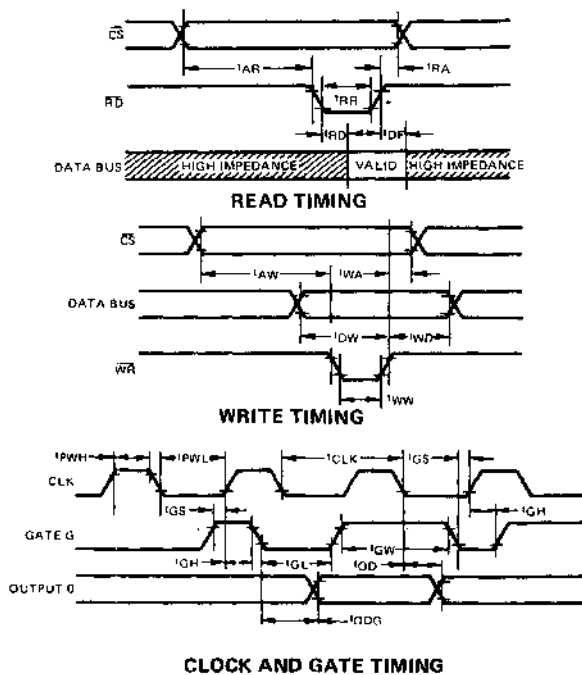 CS
tAR
tRA
RD
tRR
tRD
tDF
DATA BUS
HIGH IMPEDANCE
VALID
HIGH IMPEDANCE
READ TIMING
CS
tAW
tWA
DATA BUS
tDW
tWD
WR
tWW
WRITE TIMING
tPWH
tPWL
tCLK
tGS
CLK
tGS
tGH
GATE G
tGH
tGL
tGW
tOD
OUTPUT 0
tODG
CLOCK AND GATE TIMING